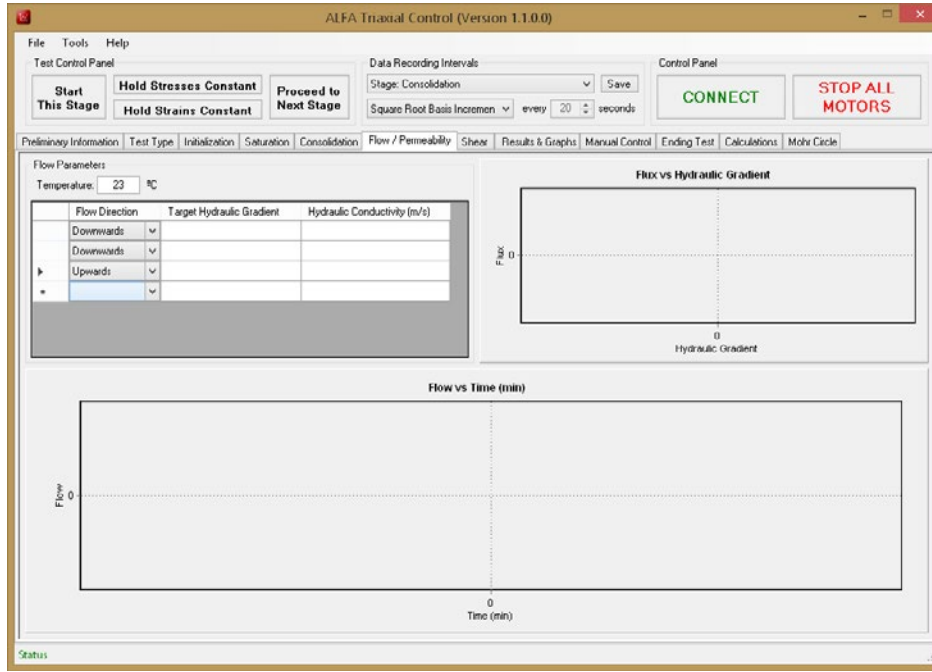 ALFA Triaxial Control (Version 1.1.0.0)
File Tools Help
Test Control Panel
Start This Stage
Hold Stresses Constant
Hold Strains Constant
Proceed to Next Stage
Data Recording Intervals
Stage: Consolidation
Save
Square Root Basis Incremen every 20 seconds
Control Panel
CONNECT
STOP ALL MOTORS
Preliminary Information Test Type Initialization Saturation Consolidation Flow / Permeability Shear Results & Graphs Manual Control Ending Test Calculations Mohr Circle
Flow Parameters
Temperature: 23 ºC
Flow Direction Target Hydraulic Gradient Hydraulic Conductivity (m/s)
Downwards
Downwards
Upwards
Flux vs Hydraulic Gradient
Flux
0
0
Hydraulic Gradient
Flow vs Time (min)
Flow
0
0
Time (min)
Status